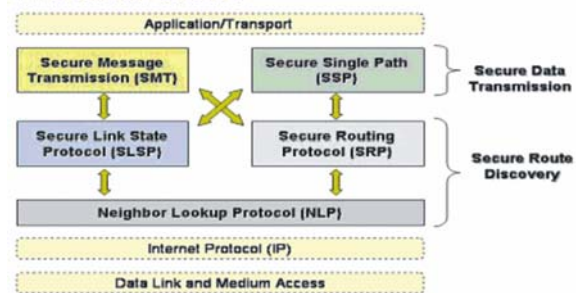 Application/Transport
Secure Message
Transmission (SMT)
Secure Single Path
(SSP)
Secure Data
Transmission
Secure Link State
Protocol (SLSP)
Secure Routing
Protocol (SRP)
Secure Route
Discovery
Neighbor Lookup Protocol (NLP)
Internet Protocol (IP)
Data Link and Medium Access